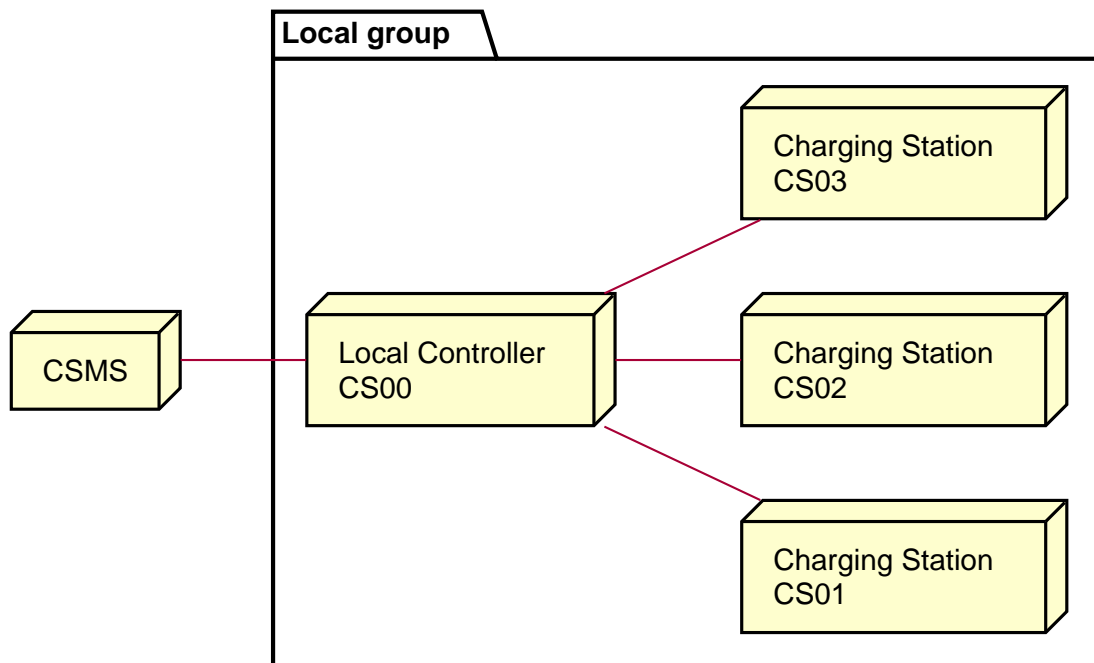 Local group
Charging Station
CS03
CSMS
Local Controller
CS00
Charging Station
CS02
Charging Station
CS01